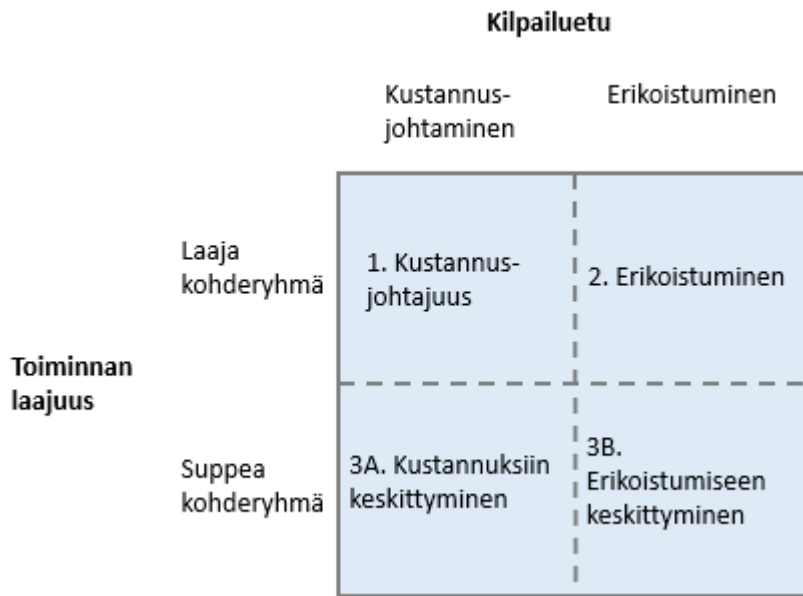 Kilpailuetu
Kustannus-
johtaminen
Erikoistuminen
Laaja
kohderyhmä
1. Kustannus-
johtajuus
2. Erikoistuminen
Toiminnan
laajuus
Suppea
kohderyhmä
3A. Kustannuksiin
keskittyminen
3B.
Erikoistumiseen
keskittyminen